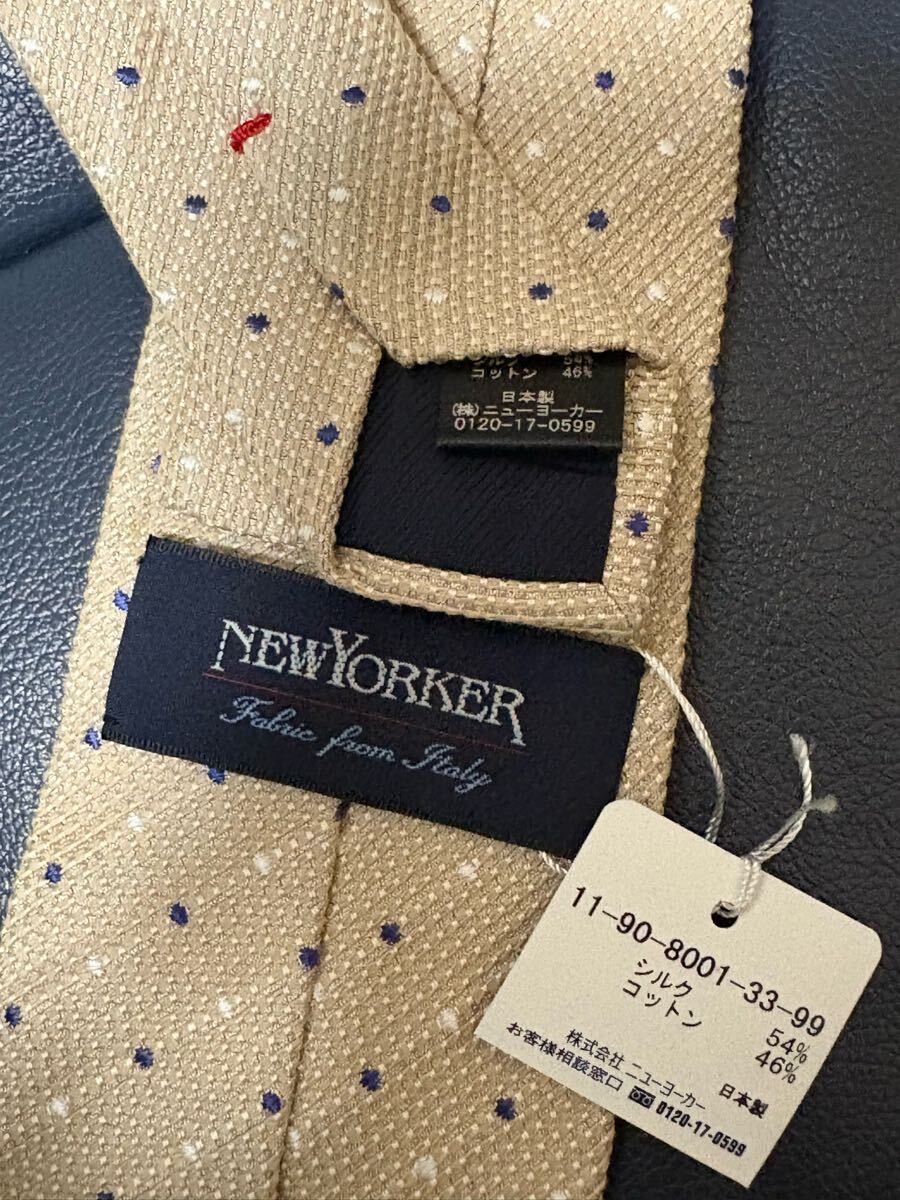 シルク 54%
コットン 46%
日本製
(株)ニューヨーカー
0120-17-0599
NEWYORKER
Fabric from Italy
11-90-8001-33-99
シルク 54%
コットン 46%
日本製
株式会社 ニューヨーカー
お客様相談窓口 0120-17-0599